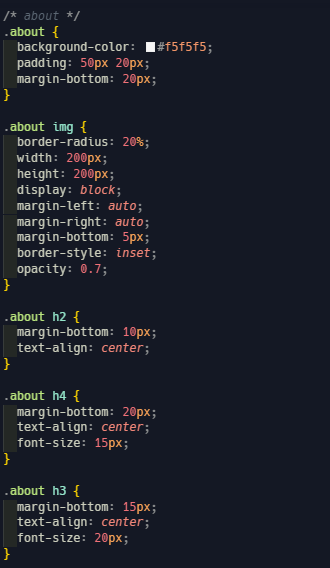 /* about */
.about {
background-color: #f5f5f5;
padding: 50px 20px;
margin-bottom: 20px;
}
.about img {
border-radius: 20%;
width: 200px;
height: 200px;
display: block;
margin-left: auto;
margin-right: auto;
margin-bottom: 5px;
border-style: inset;
opacity: 0.7;
}
.about h2 {
margin-bottom: 10px;
text-align: center;
}
.about h4 {
margin-bottom: 20px;
text-align: center;
font-size: 15px;
}
.about h3 {
margin-bottom: 15px;
text-align: center;
font-size: 20px;
}